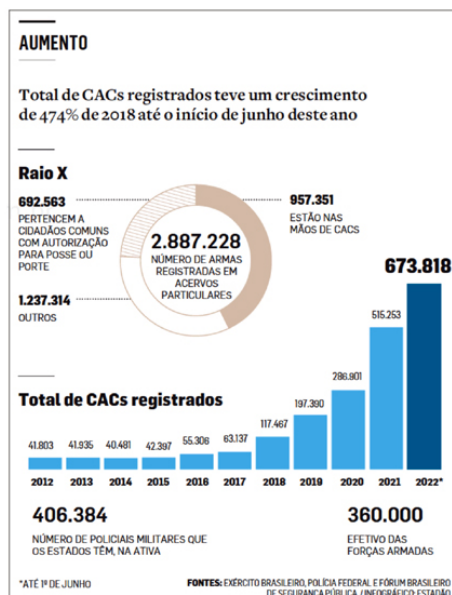 AUMENTO
Total de CACs registrados teve um crescimento
de 474% de 2018 até o início de junho deste ano
Raio X
692.563
PERTENCEM A
CIDADÃOS COMUNS
COM AUTORIZAÇÃO
PARA POSSE OU
PORTE
1.237.314
OUTROS
2.887.228
NÚMERO DE ARMAS
REGISTRADAS EM
ACERVOS
PARTICULARES
957.351
ESTÃO NAS
MÃOS DE CACS
Total de CACs registrados
41.803
41.935
40.481
42.397
55.306
63.137
117.467
197.390
286.901
515.253
673.818
2012 2013 2014 2015 2016 2017 2018 2019 2020 2021 2022*
406.384
NÚMERO DE POLICIAIS MILITARES QUE
OS ESTADOS TÊM, NA ATIVA
360.000
EFETIVO DAS
FORÇAS ARMADAS
*ATÉ 1º DE JUNHO
FONTES: EXÉRCITO BRASILEIRO, POLÍCIA FEDERAL E FÓRUM BRASILEIRO
DE SEGURANÇA PÚBLICA / INFOGRÁFICO: ESTADÃO